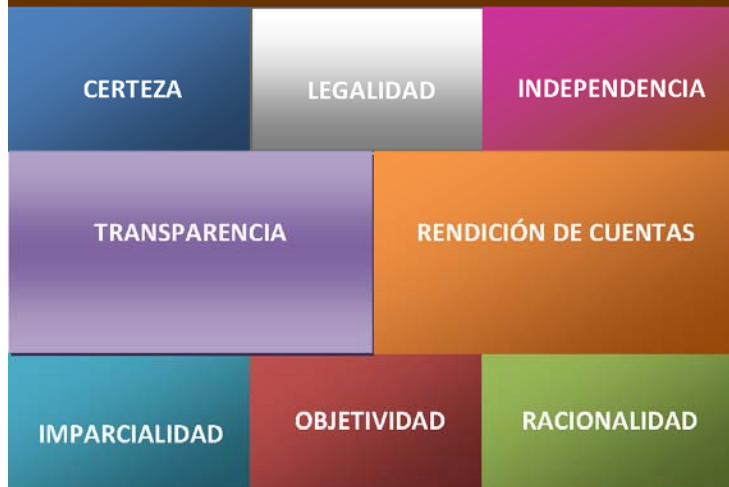 CERTEZA
LEGALIDAD
INDEPENDENCIA
TRANSPARENCIA
RENDICIÓN DE CUENTAS
IMPARCIALIDAD
OBJETIVIDAD
RACIONALIDAD